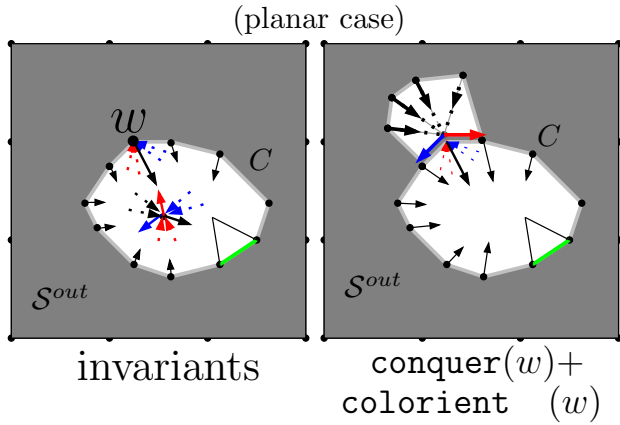 (planar case)
w
C
S^out
invariants
C
S^out
conquer(w)+
colorient (w)